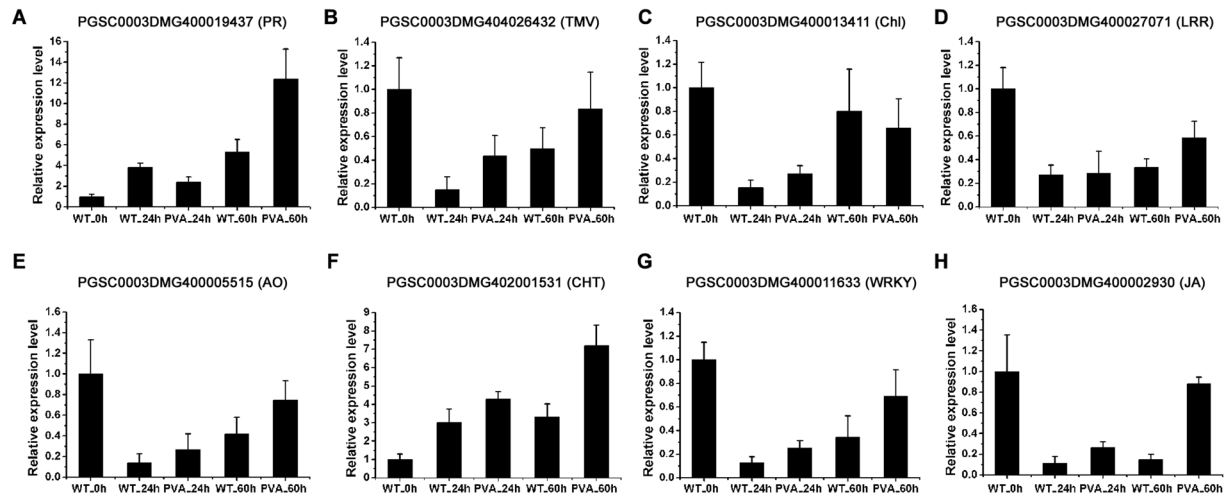 A
PGSC0003DMG400019437 (PR)
Relative expression level
16
14
12
10
8
6
4
2
0
WT_0h WT_24h PVA_24h WT_60h PVA_60h
B
PGSC0003DMG404026432 (TMV)
Relative expression level
1.4
1.2
1.0
0.8
0.6
0.4
0.2
0.0
WT_0h WT_24h PVA_24h WT_60h PVA_60h
C
PGSC0003DMG400013411 (Chl)
Relative expression level
1.4
1.2
1.0
0.8
0.6
0.4
0.2
0.0
WT_0h WT_24h PVA_24h WT_60h PVA_60h
D
PGSC0003DMG400027071 (LRR)
Relative expression level
1.4
1.2
1.0
0.8
0.6
0.4
0.2
0.0
WT_0h WT_24h PVA_24h WT_60h PVA_60h
E
PGSC0003DMG400005515 (AO)
Relative expression level
1.6
1.4
1.2
1.0
0.8
0.6
0.4
0.2
0.0
WT_0h WT_24h PVA_24h WT_60h PVA_60h
F
PGSC0003DMG402001531 (CHT)
Relative expression level
9
8
7
6
5
4
3
2
1
0
WT_0h WT_24h PVA_24h WT_60h PVA_60h
G
PGSC0003DMG400011633 (WRKY)
Relative expression level
1.4
1.2
1.0
0.8
0.6
0.4
0.2
0.0
WT_0h WT_24h PVA_24h WT_60h PVA_60h
H
PGSC0003DMG400002930 (JA)
Relative expression level
1.4
1.2
1.0
0.8
0.6
0.4
0.2
0.0
WT_0h WT_24h PVA_24h WT_60h PVA_60h